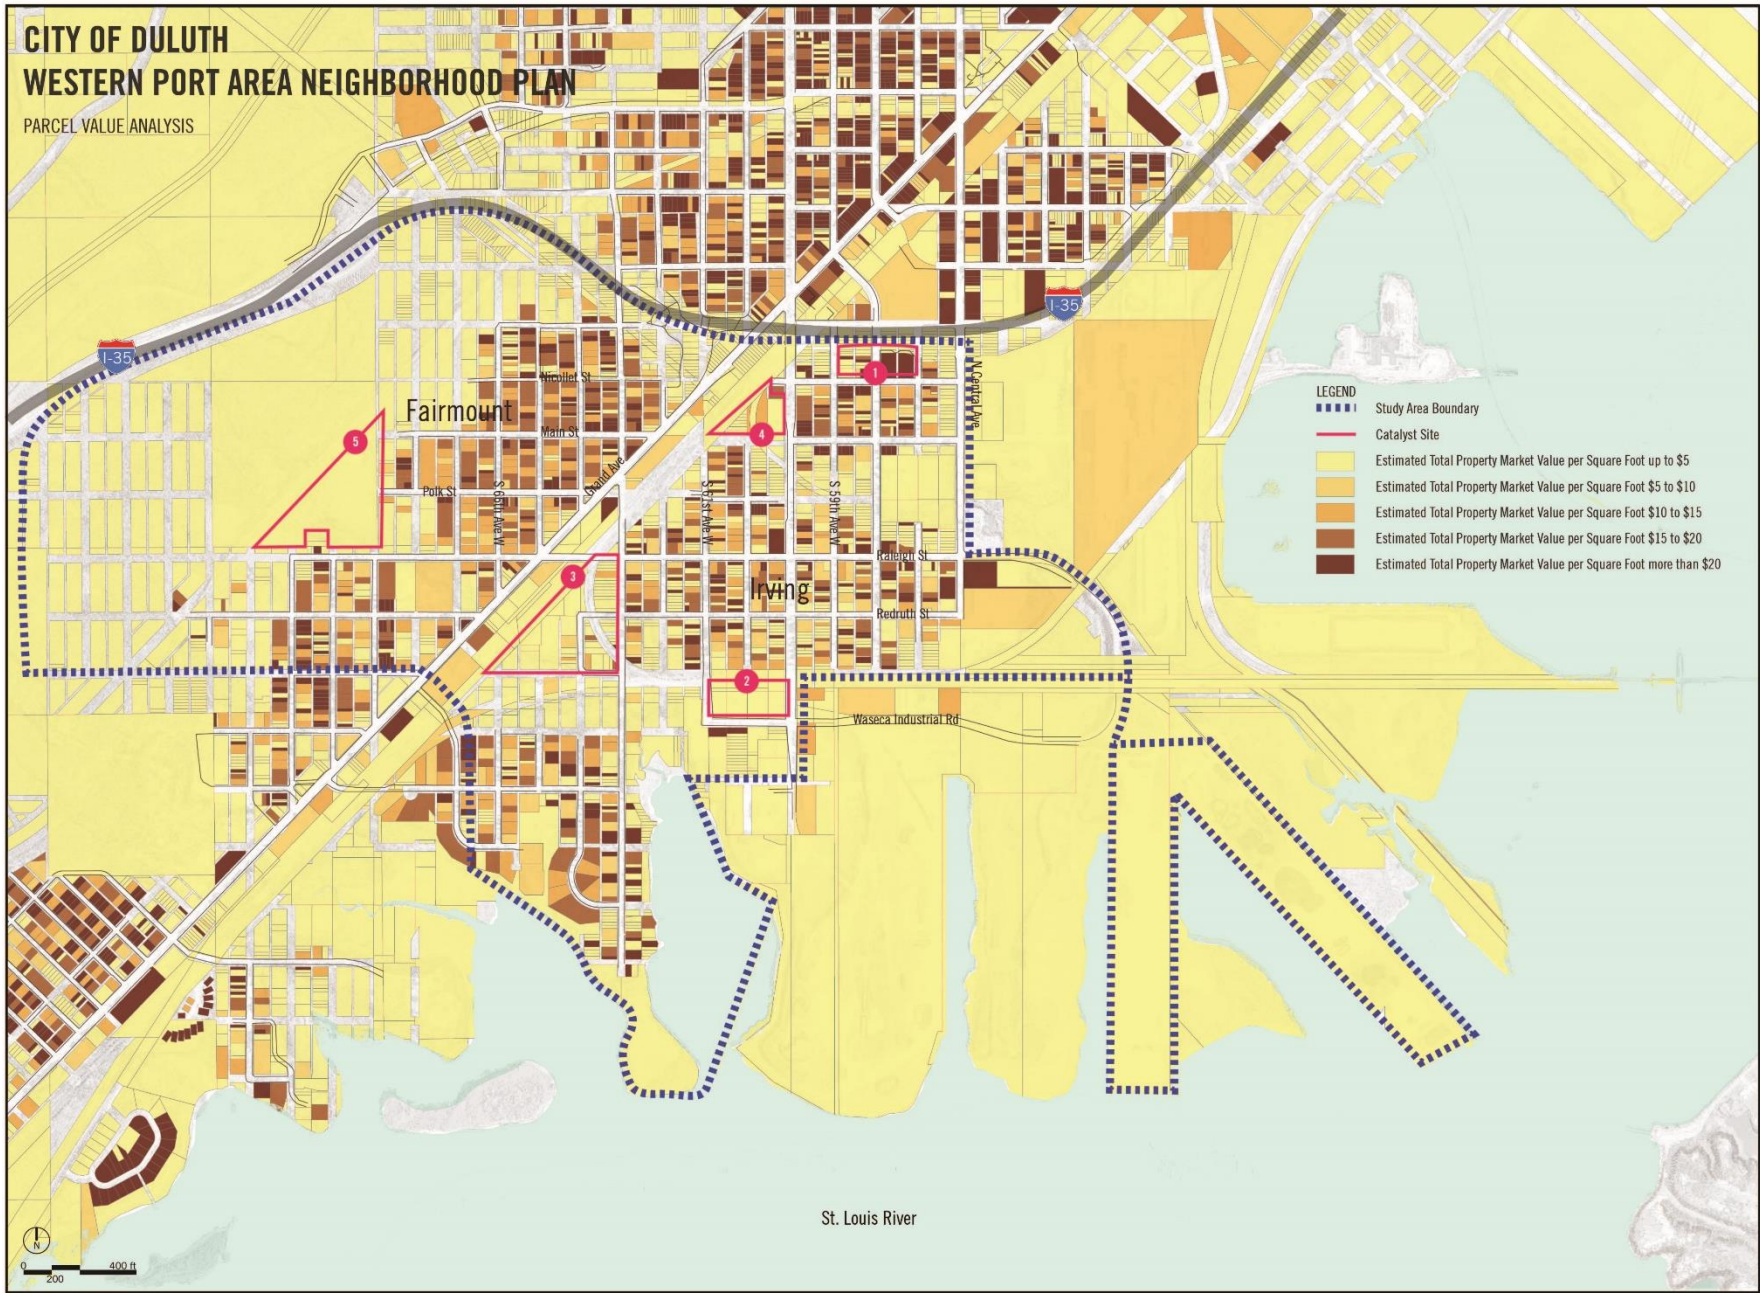 CITY OF DULUTH
WESTERN PORT AREA NEIGHBORHOOD PLAN
PARCEL VALUE ANALYSIS
I-35
I-35
Nicollet St
Fairmount
Main St
Polk St
S 65th Ave W
Grand Ave
S 61st Ave W
S 59th Ave W
N Central Ave
Raleigh St
Irving
Redruth St
Waseca Industrial Rd
1
2
3
4
5
LEGEND
Study Area Boundary
Catalyst Site
Estimated Total Property Market Value per Square Foot up to $5
Estimated Total Property Market Value per Square Foot $5 to $10
Estimated Total Property Market Value per Square Foot $10 to $15
Estimated Total Property Market Value per Square Foot $15 to $20
Estimated Total Property Market Value per Square Foot more than $20
St. Louis River
N
0
200
400 ft